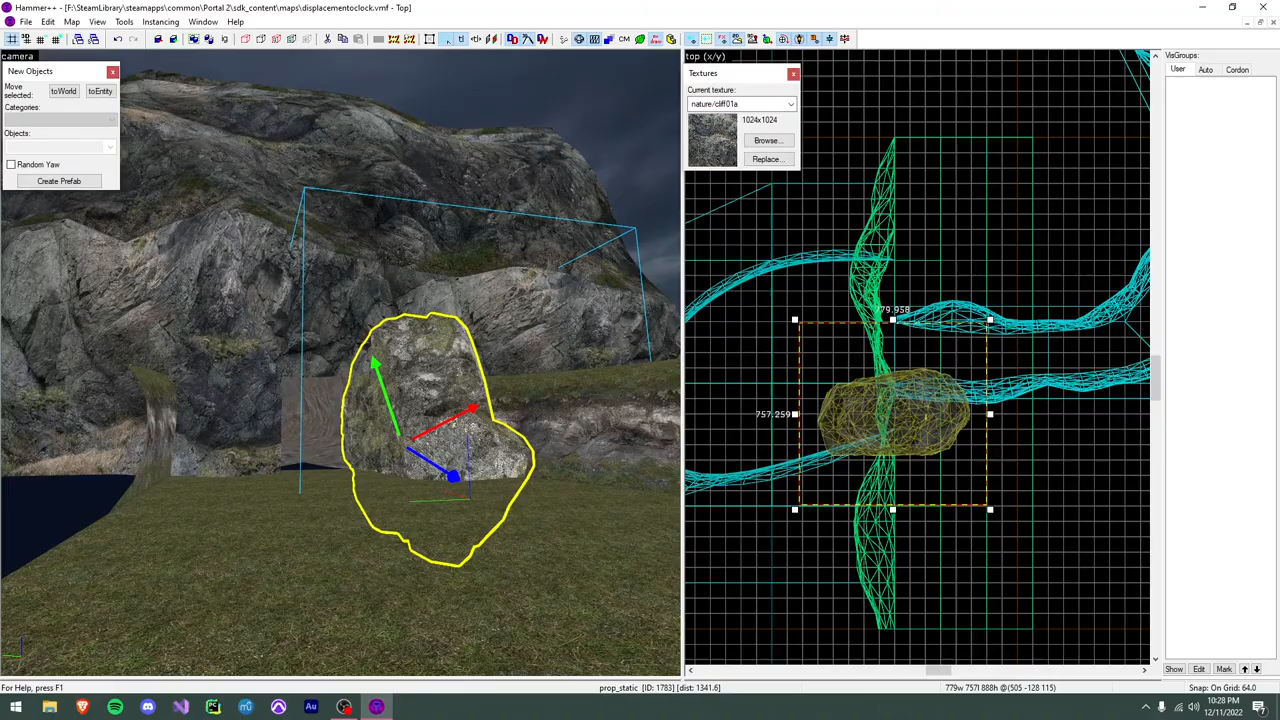 Hammer++ - [F:\SteamLibrary\steamapps\common\Portal 2\sdk_content\maps\displacementoclock.vmf - Top]
File Edit Map View Tools Instancing Window Help
camera
New Objects
Move selected:
toWorld
toEntity
Categories:
Objects:
Random Yaw
Create Prefab
top (x/y)
Textures
Current texture:
nature/cliff01a
1024x1024
Browse...
Replace...
779.958
757.259
VisGroups:
User Auto Cordon
Show Edit Mark
For Help, press F1
prop_static [ID: 1783] [dist: 1341.6]
779w 757l 888h @(505 -128 115)
Snap: On Grid: 64.0
10:28 PM
12/11/2022